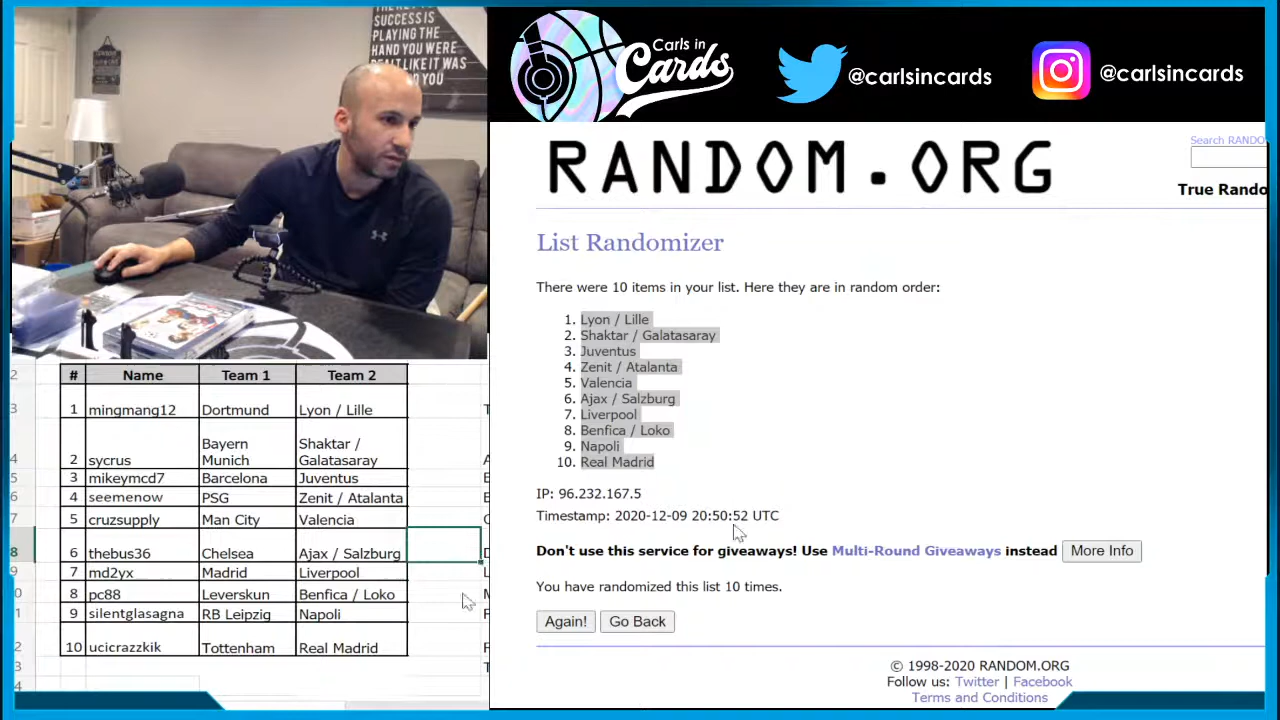 SUCCESS IS
PLAYING THE
HAND YOU WERE
DEALT LIKE IT WAS
Carls in
Cards
@carlsincards
@carlsincards
RANDOM.ORG
Search RANDO
True Rando
List Randomizer
There were 10 items in your list. Here they are in random order:
1. Lyon / Lille
2. Shaktar / Galatasaray
3. Juventus
4. Zenit / Atalanta
5. Valencia
6. Ajax / Salzburg
7. Liverpool
8. Benfica / Loko
9. Napoli
10. Real Madrid
IP: 96.232.167.5
Timestamp: 2020-12-09 20:50:52 UTC
Don't use this service for giveaways! Use Multi-Round Giveaways instead More Info
You have randomized this list 10 times.
Again! Go Back
© 1998-2020 RANDOM.ORG
Follow us: Twitter | Facebook
Terms and Conditions
# Name Team 1 Team 2
1 mingmang12 Dortmund Lyon / Lille
2 sycrus Bayern Munich Shaktar / Galatasaray
3 mikeymcd7 Barcelona Juventus
4 seemenow PSG Zenit / Atalanta
5 cruzsupply Man City Valencia
6 thebus36 Chelsea Ajax / Salzburg
7 md2yx Madrid Liverpool
8 pc88 Leverskun Benfica / Loko
9 silentglasagna RB Leipzig Napoli
10 ucicrazzkik Tottenham Real Madrid